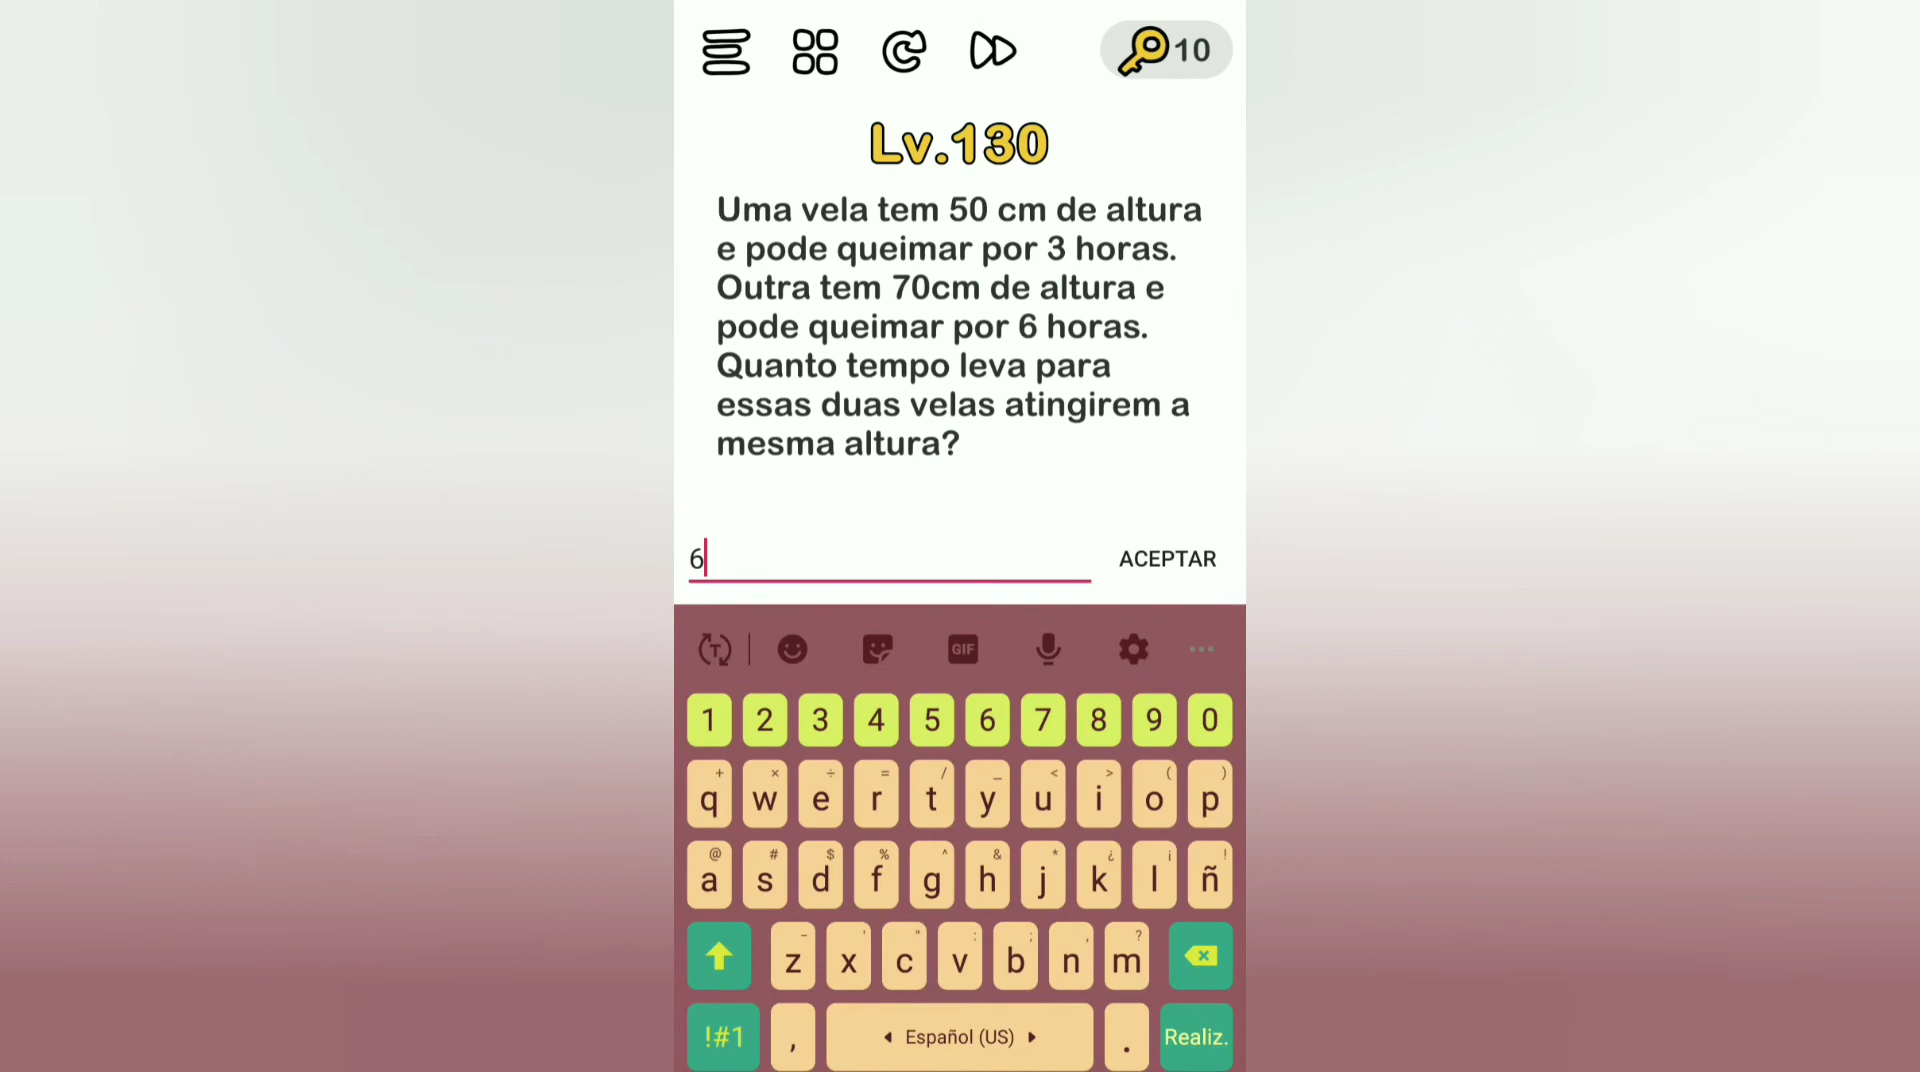 10
Lv.130
Uma vela tem 50 cm de altura
e pode queimar por 3 horas.
Outra tem 70cm de altura e
pode queimar por 6 horas.
Quanto tempo leva para
essas duas velas atingirem a
mesma altura?
6
ACEPTAR
T GIF ...
1 2 3 4 5 6 7 8 9 0
+ × ÷ = / _ < > ( )
q w e r t y u i o p
@ # $ % ^ & * ¿ ¡ !
a s d f g h j k l ñ
- ' " : ; , ?
z x c v b n m
!#1 , Español (US) . Realiz.